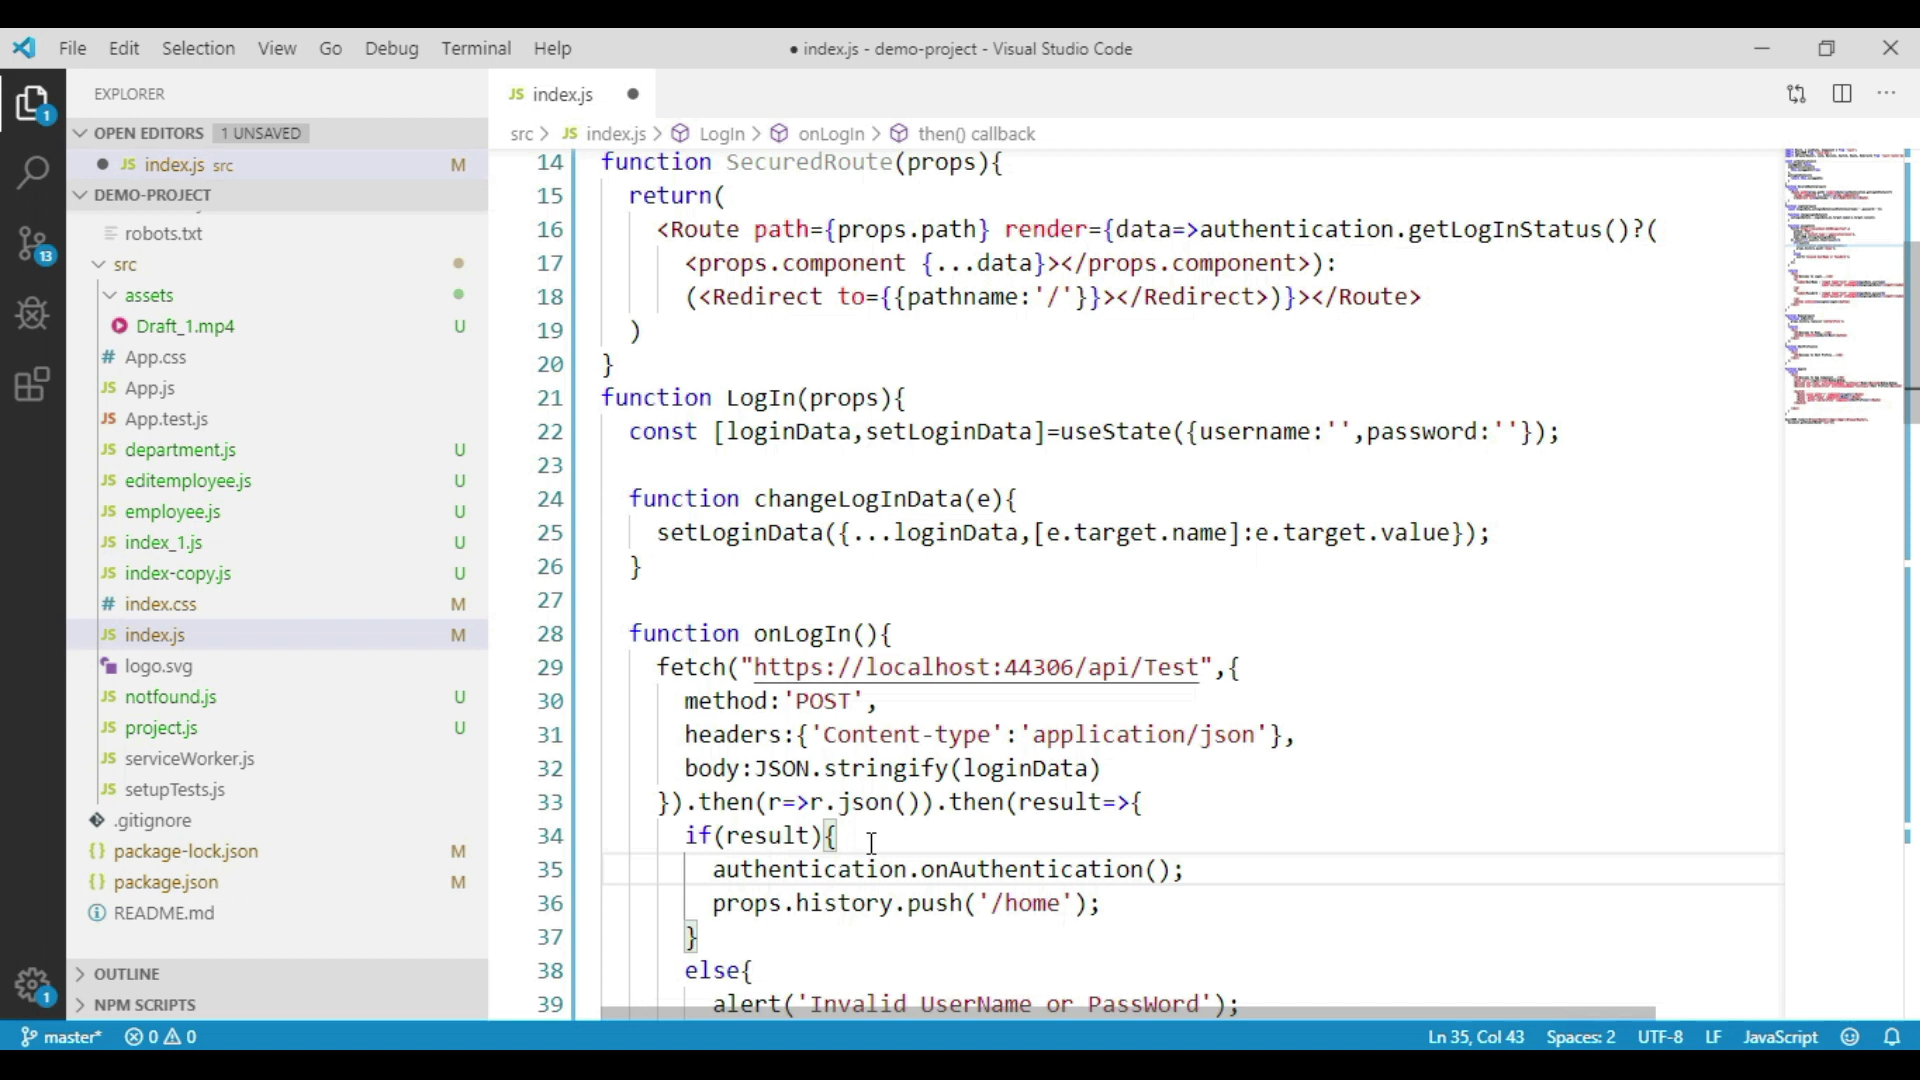 File Edit Selection View Go Debug Terminal Help
● index.js - demo-project - Visual Studio Code
EXPLORER
OPEN EDITORS 1 UNSAVED
JS index.js src M
DEMO-PROJECT
robots.txt
src
assets
Draft_1.mp4 U
# App.css
JS App.js
JS App.test.js
JS department.js U
JS editemployee.js U
JS employee.js U
JS index_1.js U
JS index-copy.js U
# index.css M
JS index.js M
logo.svg
JS notfound.js U
JS project.js U
JS serviceWorker.js
JS setupTests.js
.gitignore
{} package-lock.json M
{} package.json M
README.md
OUTLINE
NPM SCRIPTS
1
13
1
JS index.js ●
src > JS index.js > LogIn > onLogIn > then() callback
14 function SecuredRoute(props){
15 return(
16 <Route path={props.path} render={data=>authentication.getLogInStatus()?(
17 <props.component {...data}></props.component>):
18 (<Redirect to={{pathname:'/'}}></Redirect>)}></Route>
19 )
20 }
21 function LogIn(props){
22 const [loginData,setLoginData]=useState({username:'',password:''});
23
24 function changeLogInData(e){
25 setLoginData({...loginData,[e.target.name]:e.target.value});
26 }
27
28 function onLogIn(){
29 fetch("https://localhost:44306/api/Test",{
30 method:'POST',
31 headers:{'Content-type':'application/json'},
32 body:JSON.stringify(loginData)
33 }).then(r=>r.json()).then(result=>{
34 if(result){
35 authentication.onAuthentication();
36 props.history.push('/home');
37 }
38 else{
39 alert('Invalid UserName or PassWord');
master* 0 0
Ln 35, Col 43 Spaces: 2 UTF-8 LF JavaScript